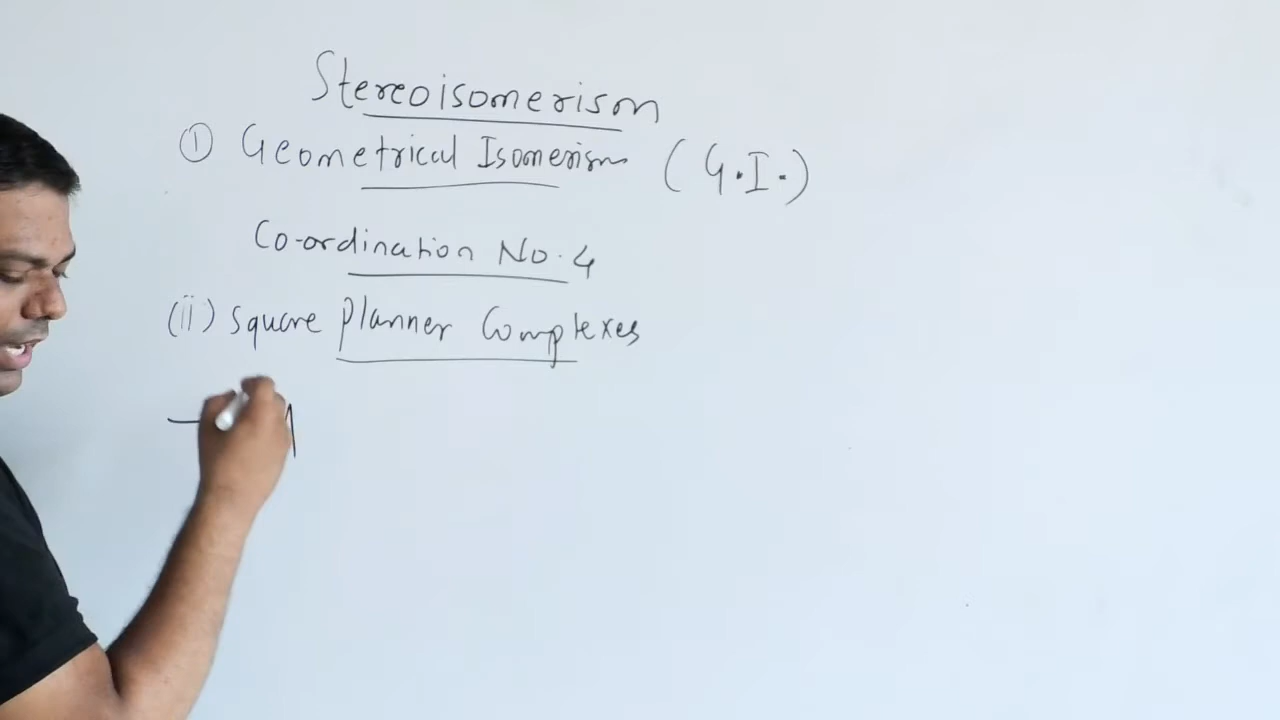 Stereoisomerism
① Geometrical Isomerism (G.I.)
Co-ordination No. 4
(ii) Square Planner Complexes